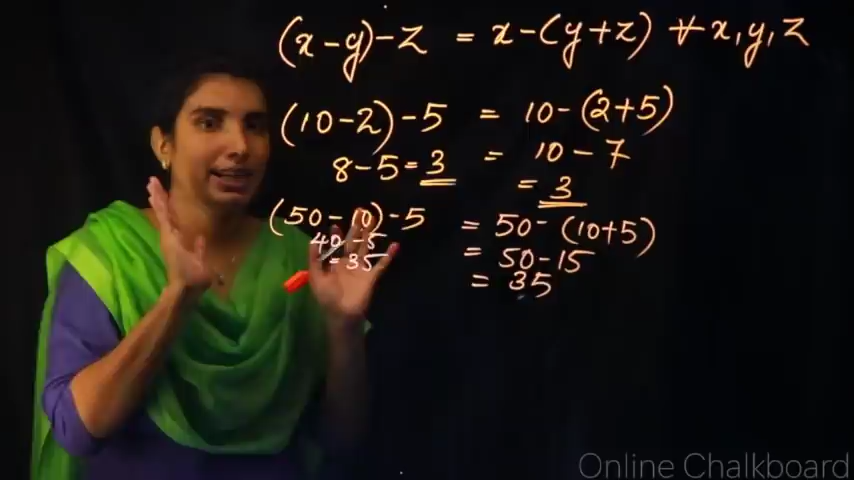 (x-y)-z = x-(y+z) ∀ x,y,z
(10-2)-5 = 10-(2+5)
8-5=3 = 10-7
= 3
(50-10)-5 = 50-(10+5)
40-5 = 50-15
=35 = 35
Online Chalkboard